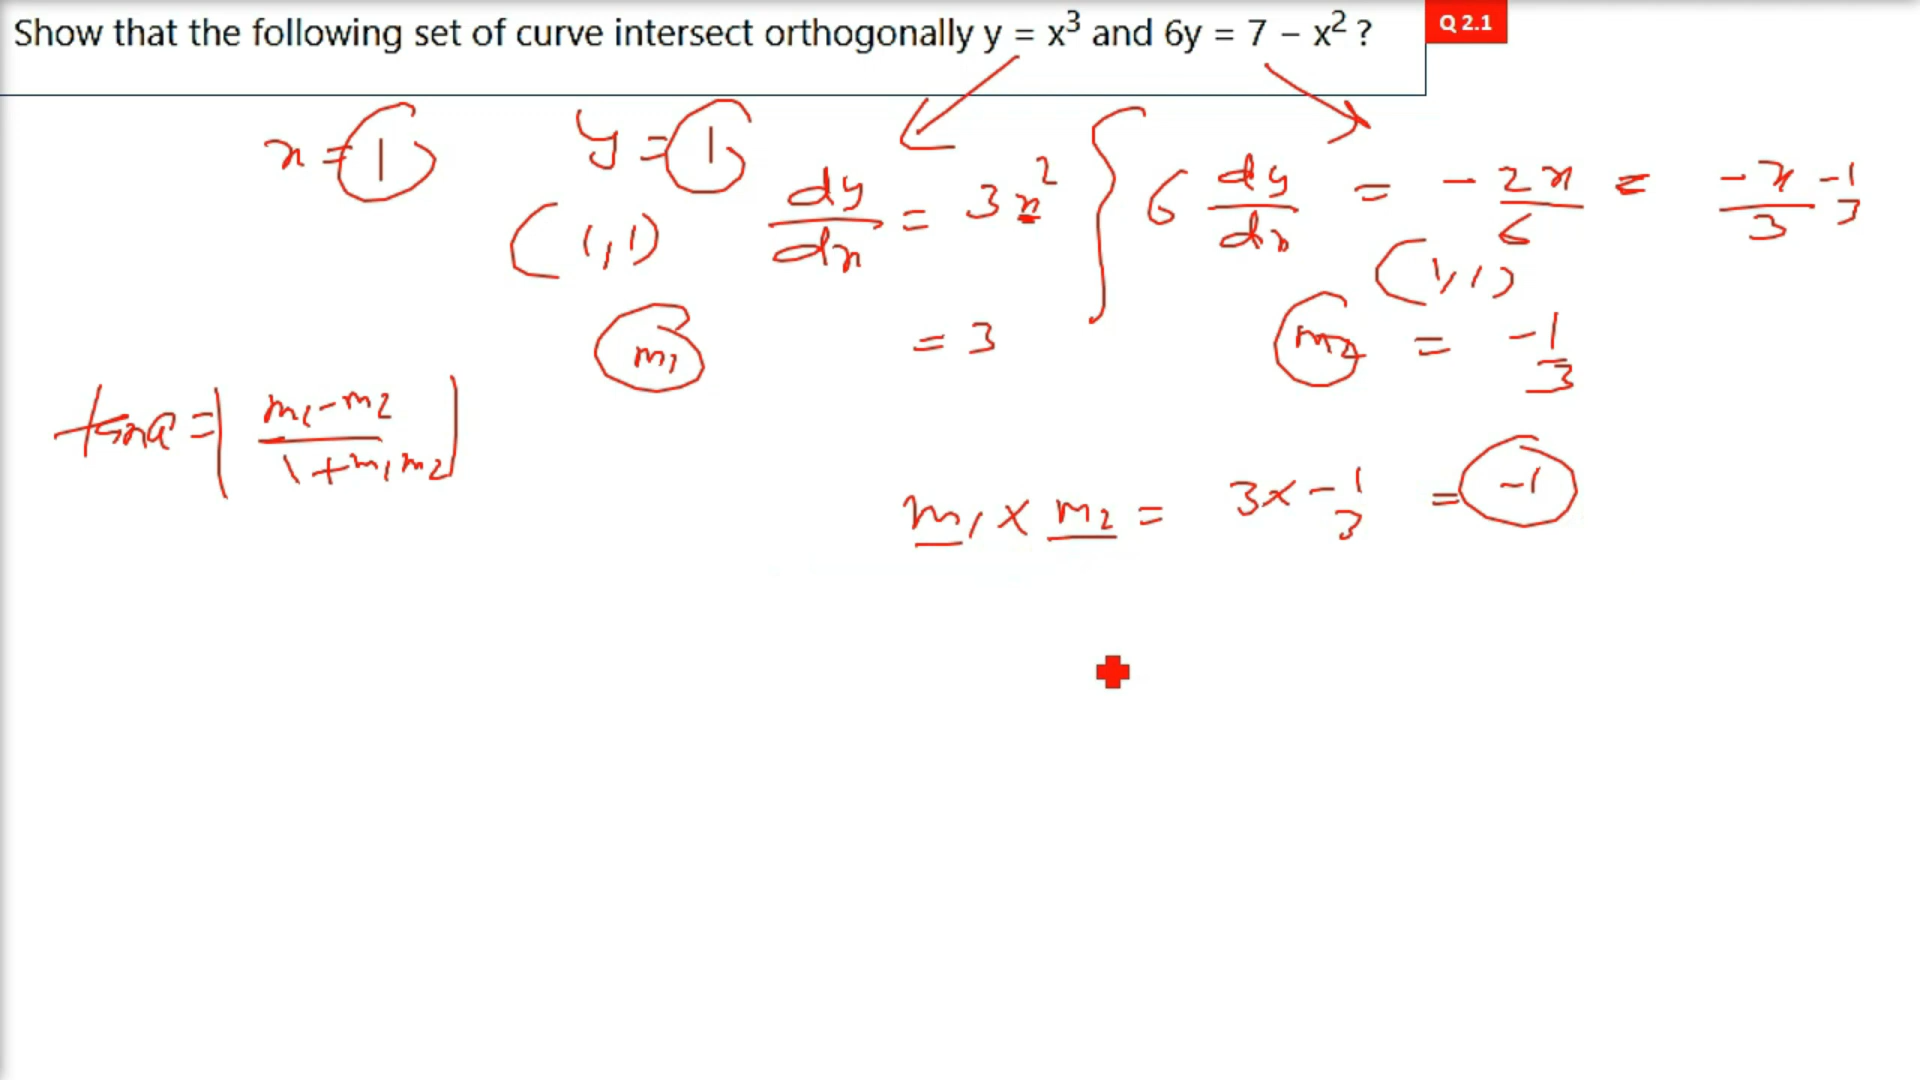 Show that the following set of curve intersect orthogonally y = x³ and 6y = 7 – x² ?
Q 2.1
x = 1 y = 1
(1,1) dy/dx = 3x² 6 dy/dx = -2x/6 = -x/3 -1/3
(1,1)
m₁ = 3 m₂ = -1/3
tan = | m₁-m₂ / 1+m₁m₂ |
m₁ x m₂ = 3x-1/3 = -1